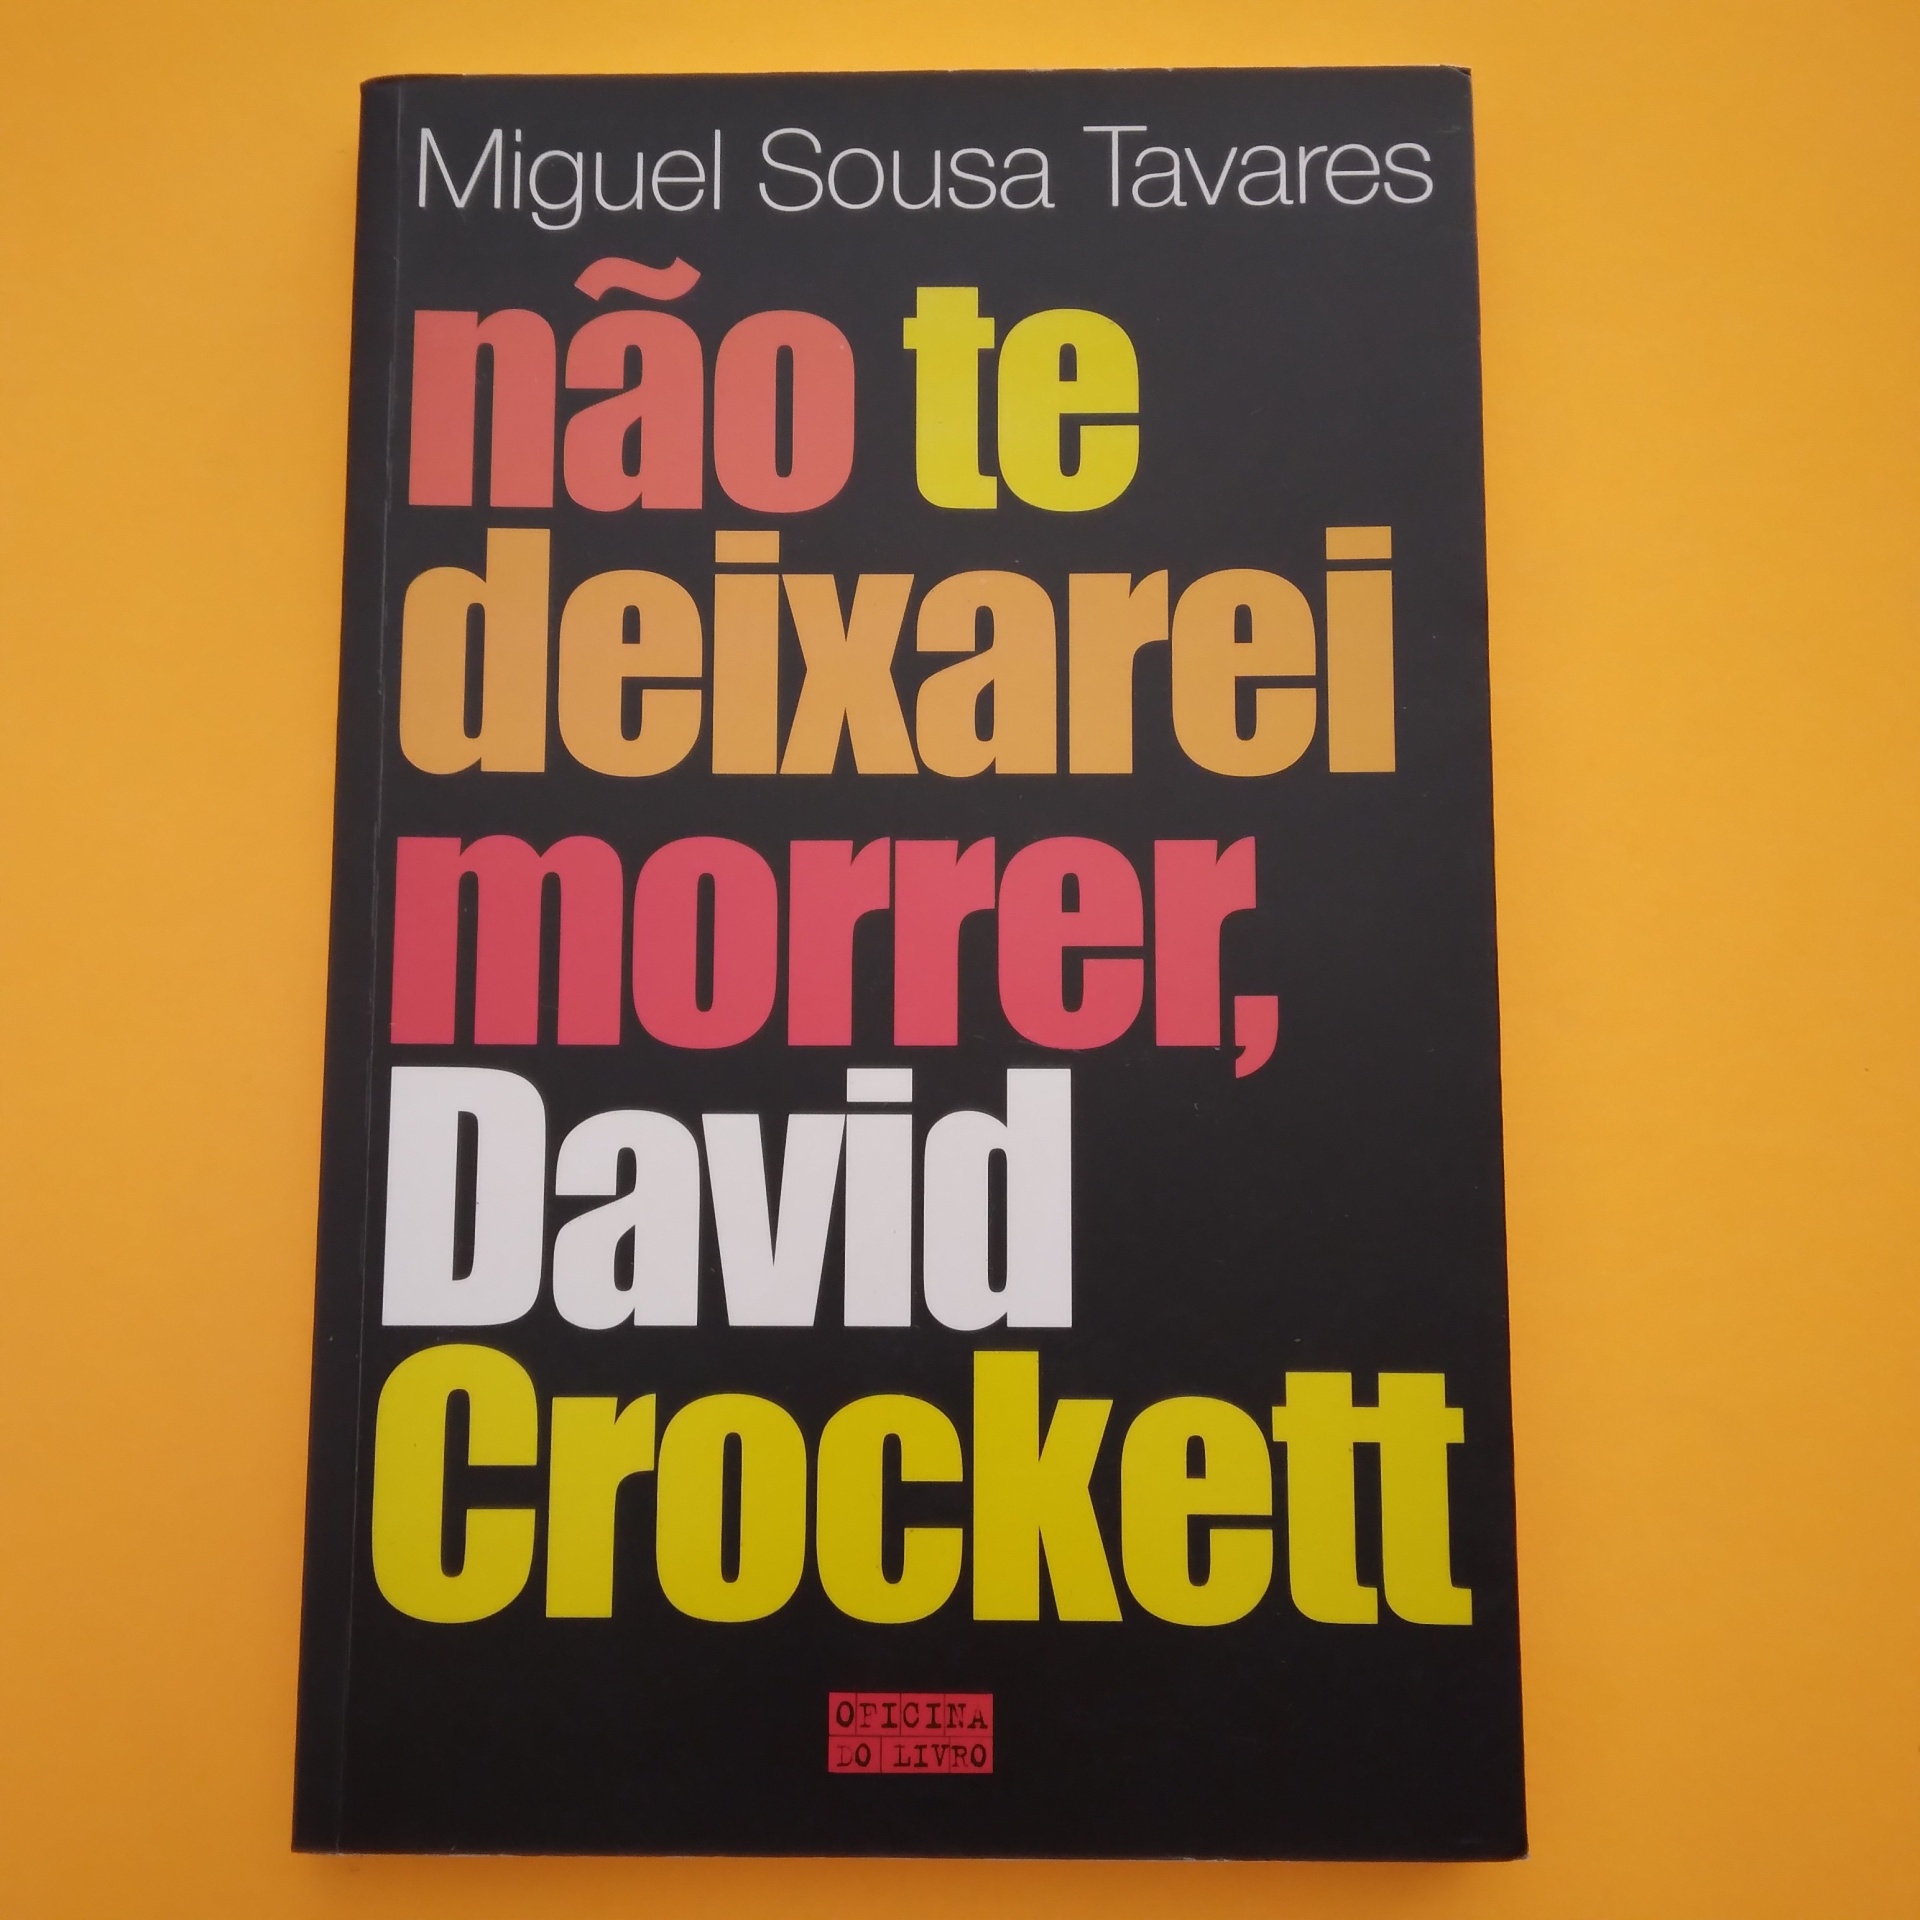 Miguel Sousa Tavares
não te
deixarei
morrer,
David
Crockett
OFICINA
DO LIVRO